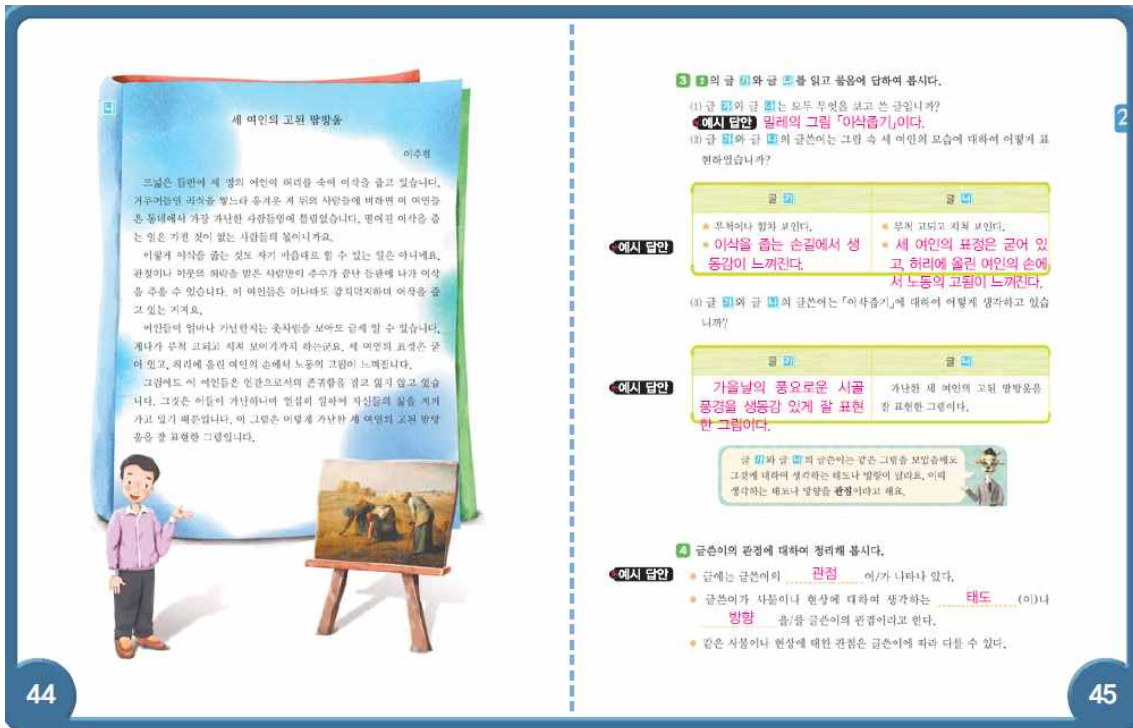 나
세 여인의 고된 땀방울
이주헌
드넓은 들판에 세 명의 여인이 허리를 숙여 이삭을 줍고 있습니다.
거두어들인 곡식을 쌓느라 흥겨운 저 뒤의 사람들에 비하면 이 여인들
은 동네에서 가장 가난한 사람들임에 틀림없습니다. 떨어진 이삭을 줍
는 일은 가진 것이 없는 사람들의 몫이니까요.
이렇게 이삭을 줍는 것도 자기 마음대로 할 수 있는 일은 아니에요.
관청이나 이웃의 허락을 받은 사람만이 추수가 끝난 들판에 나가 이삭
을 주울 수 있습니다. 이 여인들은 이나마도 감지덕지하며 이삭을 줍
고 있는 거지요.
여인들이 얼마나 가난한지는 옷차림을 보아도 금세 알 수 있습니다.
게다가 무척 고되고 지쳐 보이기까지 하는군요. 세 여인의 표정은 굳
어 있고, 허리에 올린 여인의 손에서 노동의 고됨이 느껴집니다.
그럼에도 이 여인들은 인간으로서의 존귀함을 결코 잃지 않고 있습
니다. 그것은 이들이 가난하나마 열심히 일하며 자신들의 삶을 지켜
가고 있기 때문입니다. 이 그림은 이렇게 가난한 세 여인의 고된 땀방
울을 잘 표현한 그림입니다.
44
3 2의 글 가와 글 나를 읽고 물음에 답하여 봅시다.
(1) 글 가와 글 나는 모두 무엇을 보고 쓴 글입니까?
예시 답안 밀레의 그림 「이삭줍기」이다.
(2) 글 가와 글 나의 글쓴이는 그림 속 세 여인의 모습에 대하여 어떻게 표
현하였습니까?
글 가
무척이나 힘차 보인다.
예시 답안 이삭을 줍는 손길에서 생
동감이 느껴진다.
글 나
무척 고되고 지쳐 보인다.
세 여인의 표정은 굳어 있
고, 허리에 올린 여인의 손에
서 노동의 고됨이 느껴진다.
(3) 글 가와 글 나의 글쓴이는 「이삭줍기」에 대하여 어떻게 생각하고 있습
니까?
글 가
예시 답안 가을날의 풍요로운 시골
풍경을 생동감 있게 잘 표현
한 그림이다.
글 나
가난한 세 여인의 고된 땀방울을
잘 표현한 그림이다.
글 가와 글 나의 글쓴이는 같은 그림을 보았음에도
그것에 대하여 생각하는 태도나 방향이 달라요. 이때
생각하는 태도나 방향을 관점이라고 해요.
4 글쓴이의 관점에 대하여 정리해 봅시다.
예시 답안 글에는 글쓴이의 관점 이/가 나타나 있다.
글쓴이가 사물이나 현상에 대하여 생각하는 태도 (이)나
방향 을/를 글쓴이의 관점이라고 한다.
같은 사물이나 현상에 대한 관점은 글쓴이에 따라 다를 수 있다.
2
45